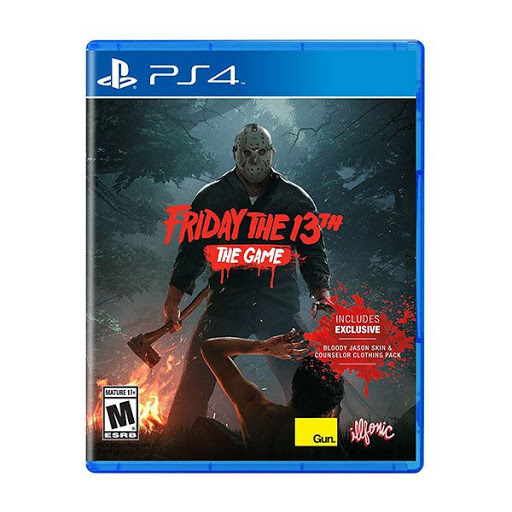 PS4
FRIDAY THE 13TH
THE GAME
INCLUDES
EXCLUSIVE
BLOODY JASON SKIN &
COUNSELOR CLOTHING PACK
MATURE 17+
M
ESRB
Gun.
illfonic